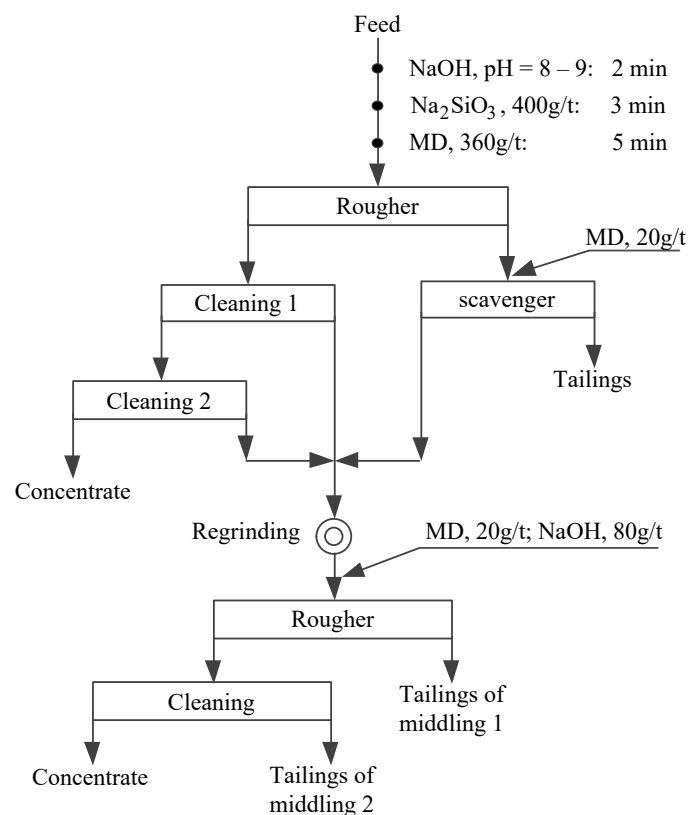 Feed
NaOH, pH = 8 – 9: 2 min
Na₂SiO₃, 400g/t: 3 min
MD, 360g/t: 5 min
Rougher
MD, 20g/t
Cleaning 1
scavenger
Tailings
Cleaning 2
Concentrate
Regrinding
MD, 20g/t; NaOH, 80g/t
Rougher
Cleaning
Tailings of
middling 1
Concentrate
Tailings of
middling 2